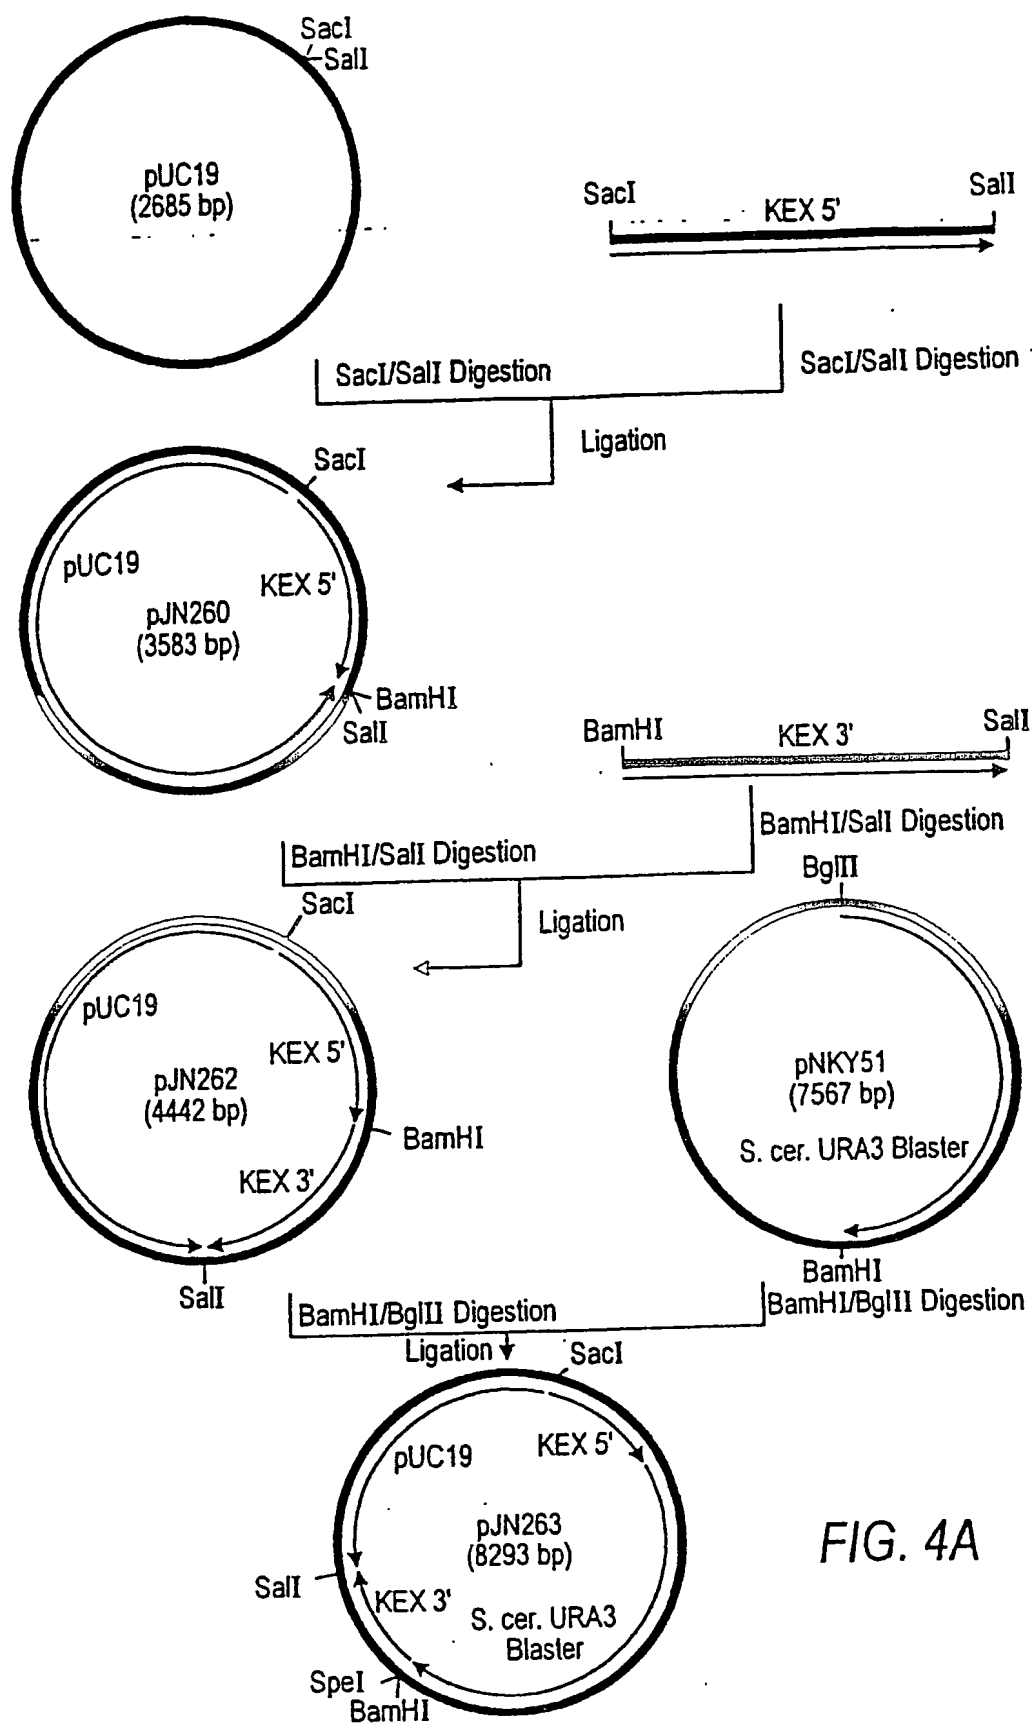 SacI
SalI
pUC19
(2685 bp)
SacI
SalI
KEX 5'
SacI/SalI Digestion
SacI/SalI Digestion
Ligation
SacI
pUC19
KEX 5'
pJN260
(3583 bp)
BamHI
SalI
BamHI
KEX 3'
SalI
BamHI/SalI Digestion
BamHI/SalI Digestion
BglII
SacI
Ligation
pUC19
KEX 5'
pJN262
(4442 bp)
BamHI
KEX 3'
SalI
pNKY51
(7567 bp)
S. cer. URA3 Blaster
BamHI
BamHI/BglII Digestion
BamHI/BglII Digestion
Ligation
SacI
pUC19
KEX 5'
pJN263
(8293 bp)
SalI
KEX 3'
S. cer. URA3
Blaster
SpeI
BamHI
FIG. 4A